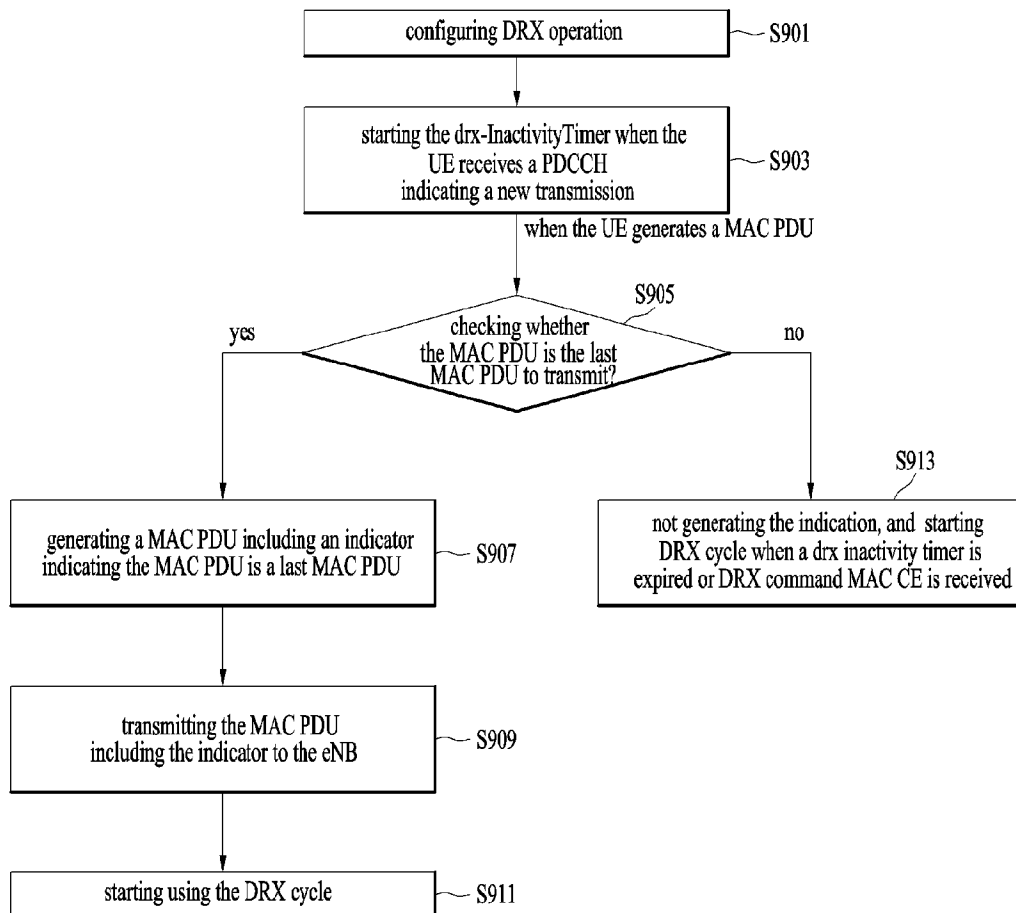 configuring DRX operation
S901
starting the drx-InactivityTimer when the
UE receives a PDCCH
indicating a new transmission
S903
when the UE generates a MAC PDU
S905
checking whether
the MAC PDU is the last
MAC PDU to transmit?
yes
no
generating a MAC PDU including an indicator
indicating the MAC PDU is a last MAC PDU
S907
S913
not generating the indication, and starting
DRX cycle when a drx inactivity timer is
expired or DRX command MAC CE is received
transmitting the MAC PDU
including the indicator to the eNB
S909
starting using the DRX cycle
S911